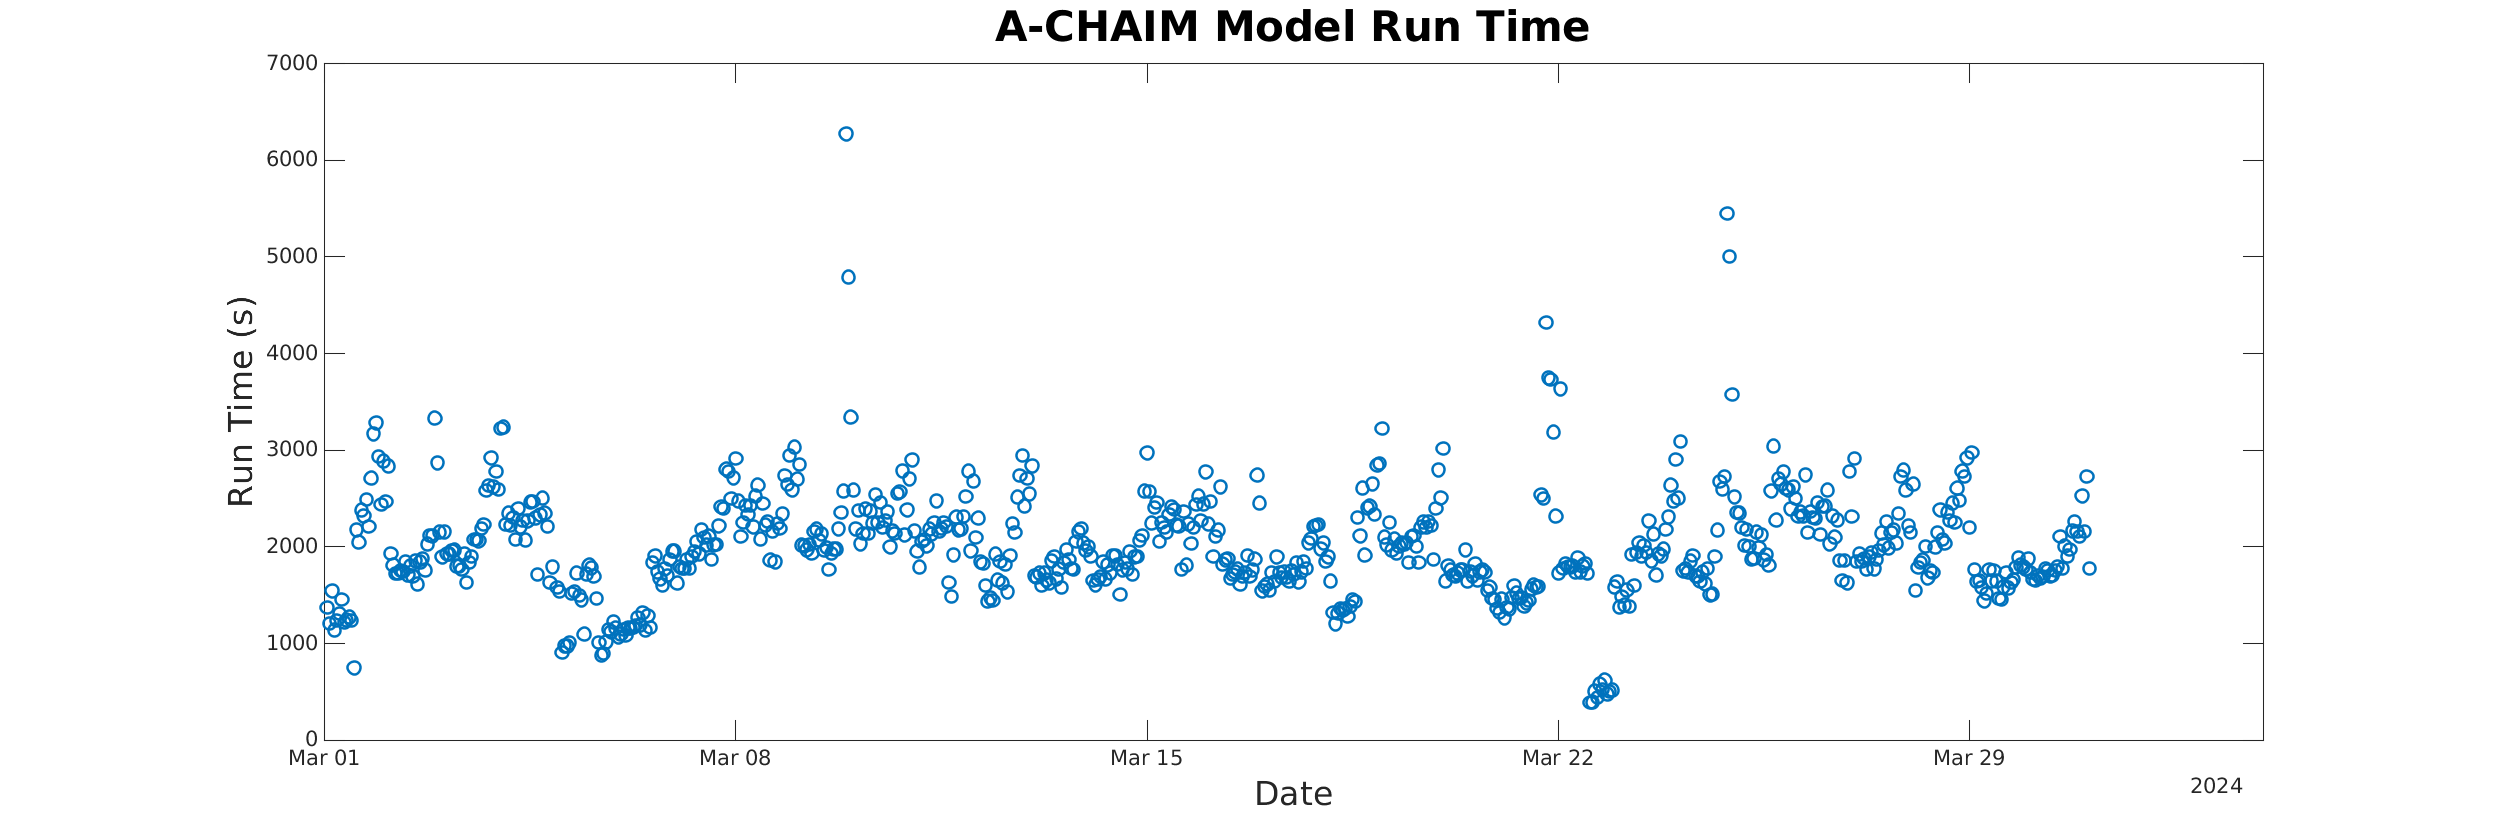 A-CHAIM Model Run Time
7000
6000
5000
4000
3000
2000
1000
0
Run Time (s)
Mar 01
Mar 08
Mar 15
Mar 22
Mar 29
2024
Date